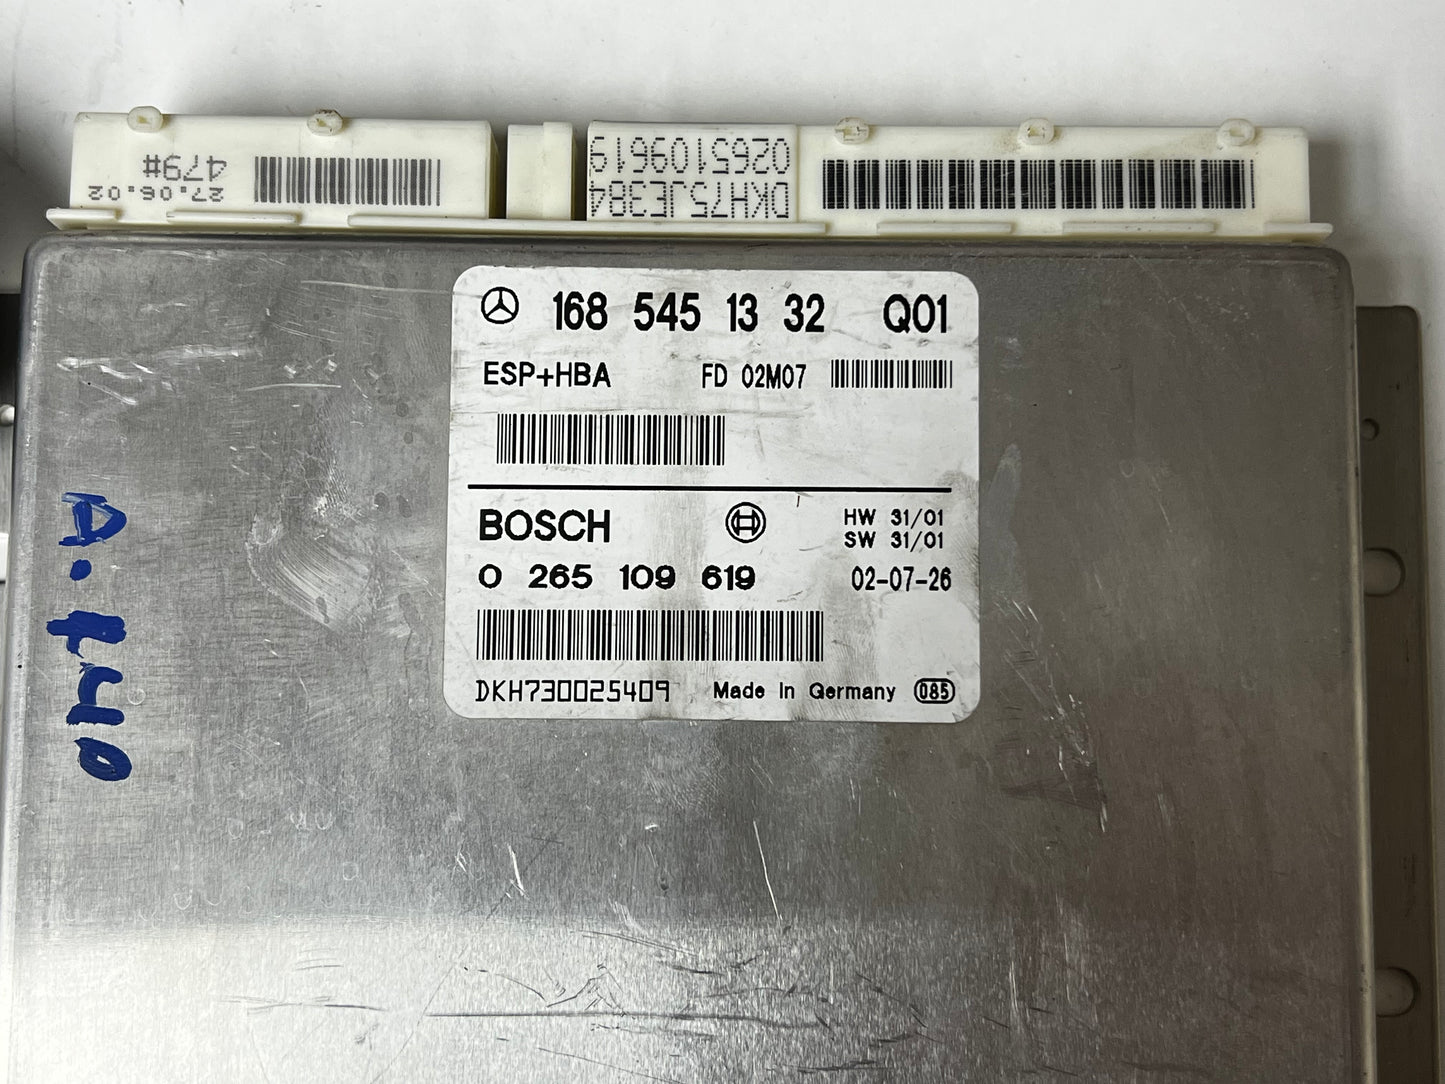 479#
27.06.02
0265109619
DKH75JE384
168 545 13 32 Q01
ESP+HBA FD 02M07
BOSCH HW 31/01
SW 31/01
0 265 109 619 02-07-26
DKH730025409 Made in Germany 085